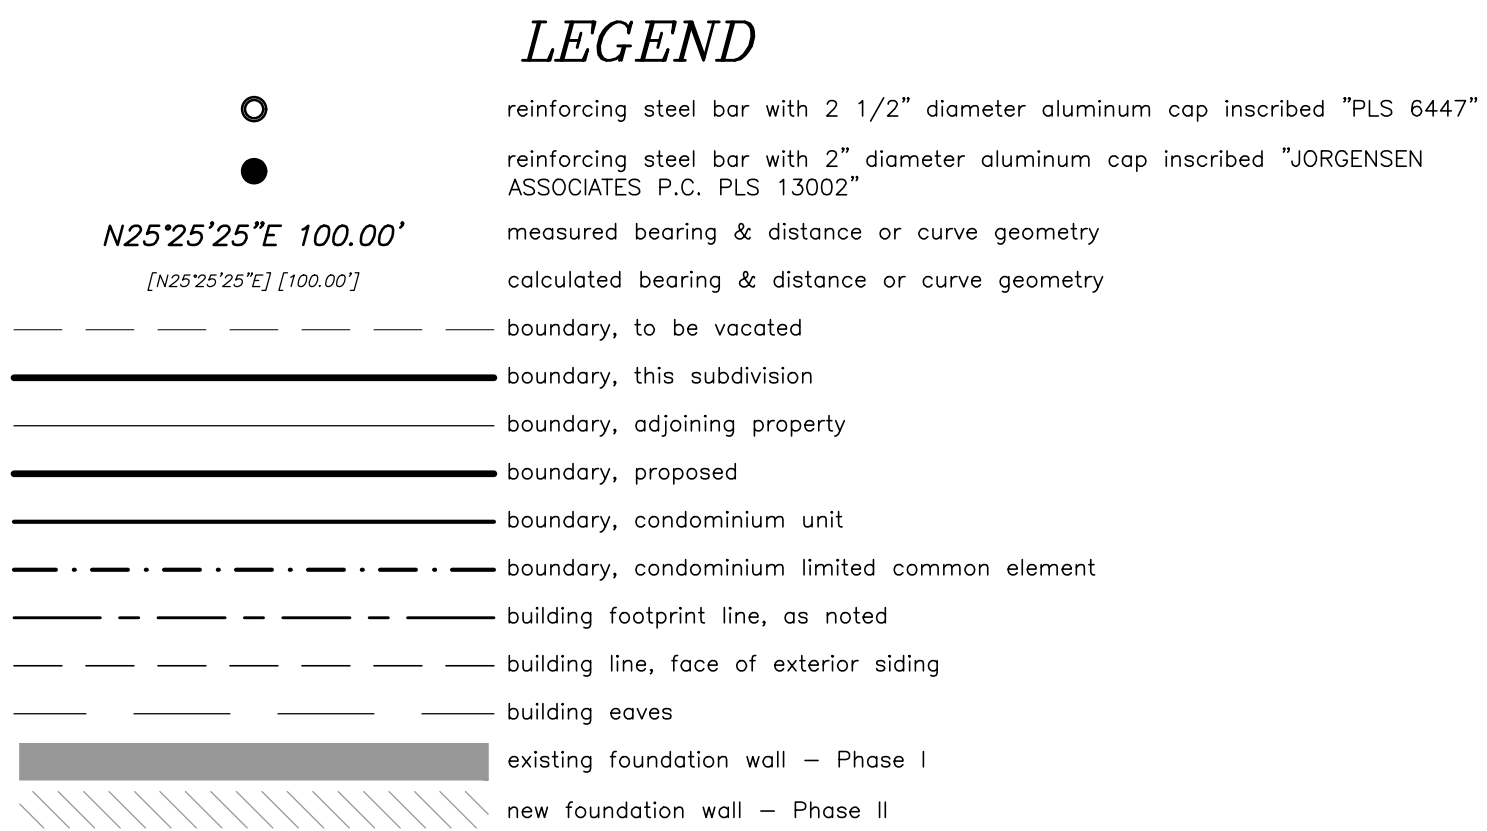 LEGEND
reinforcing steel bar with 2 1/2" diameter aluminum cap inscribed "PLS 6447"
reinforcing steel bar with 2" diameter aluminum cap inscribed "JORGENSEN
ASSOCIATES P.C. PLS 13002"
N25°25'25"E 100.00' measured bearing & distance or curve geometry
[N25°25'25"E] [100.00'] calculated bearing & distance or curve geometry
boundary, to be vacated
boundary, this subdivision
boundary, adjoining property
boundary, proposed
boundary, condominium unit
boundary, condominium limited common element
building footprint line, as noted
building line, face of exterior siding
building eaves
existing foundation wall – Phase I
new foundation wall – Phase II